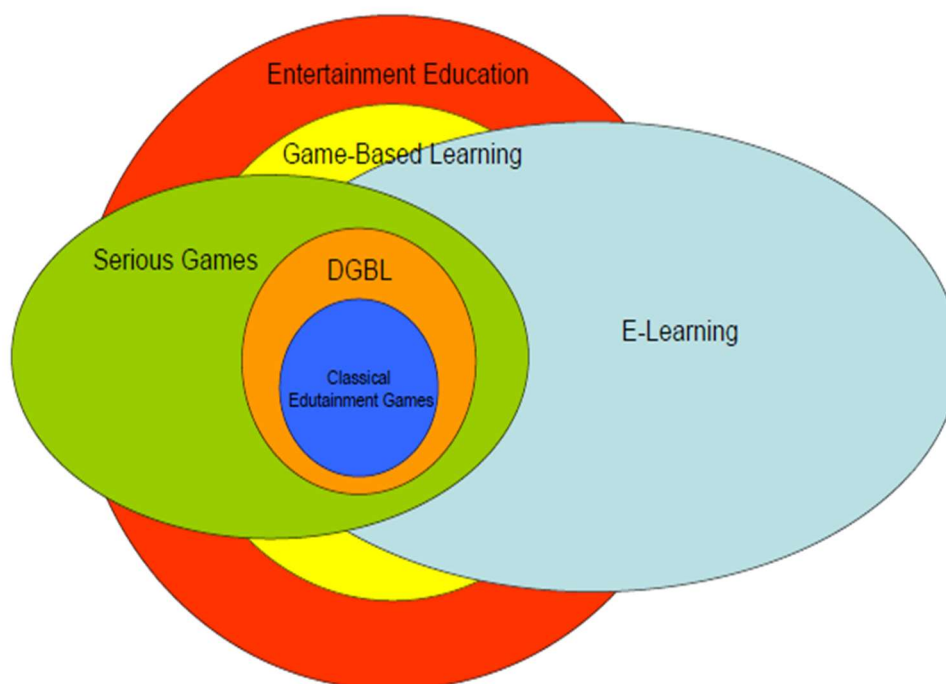 Entertainment Education
Game-Based Learning
Serious Games
DGBL
E-Learning
Classical
Edutainment Games